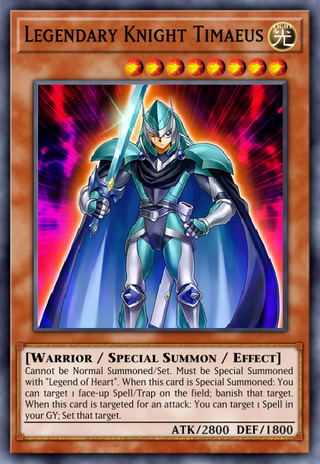 Legendary Knight Timaeus
LIGHT
光
[Warrior / Special Summon / Effect]
Cannot be Normal Summoned/Set. Must be Special Summoned
with "Legend of Heart". When this card is Special Summoned: You
can target 1 face-up Spell/Trap on the field; banish that target.
When this card is targeted for an attack: You can target 1 Spell in
your GY; Set that target.
ATK/2800 DEF/1800